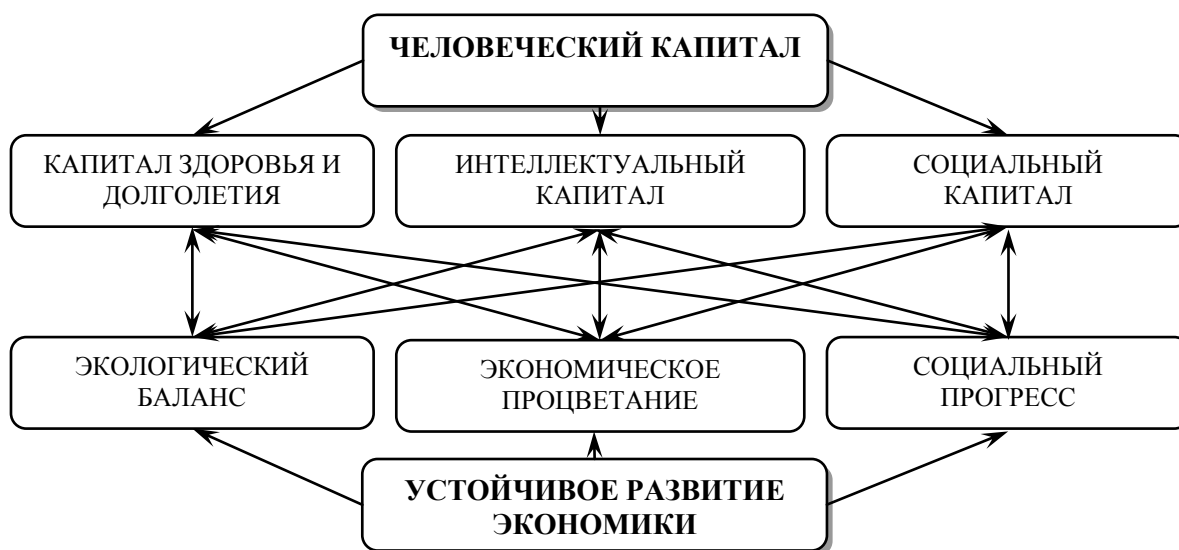 ЧЕЛОВЕЧЕСКИЙ КАПИТАЛ
КАПИТАЛ ЗДОРОВЬЯ И
ДОЛГОЛЕТИЯ
ИНТЕЛЛЕКТУАЛЬНЫЙ
КАПИТАЛ
СОЦИАЛЬНЫЙ
КАПИТАЛ
ЭКОЛОГИЧЕСКИЙ
БАЛАНС
ЭКОНОМИЧЕСКОЕ
ПРОЦВЕТАНИЕ
СОЦИАЛЬНЫЙ
ПРОГРЕСС
УСТОЙЧИВОЕ РАЗВИТИЕ
ЭКОНОМИКИ